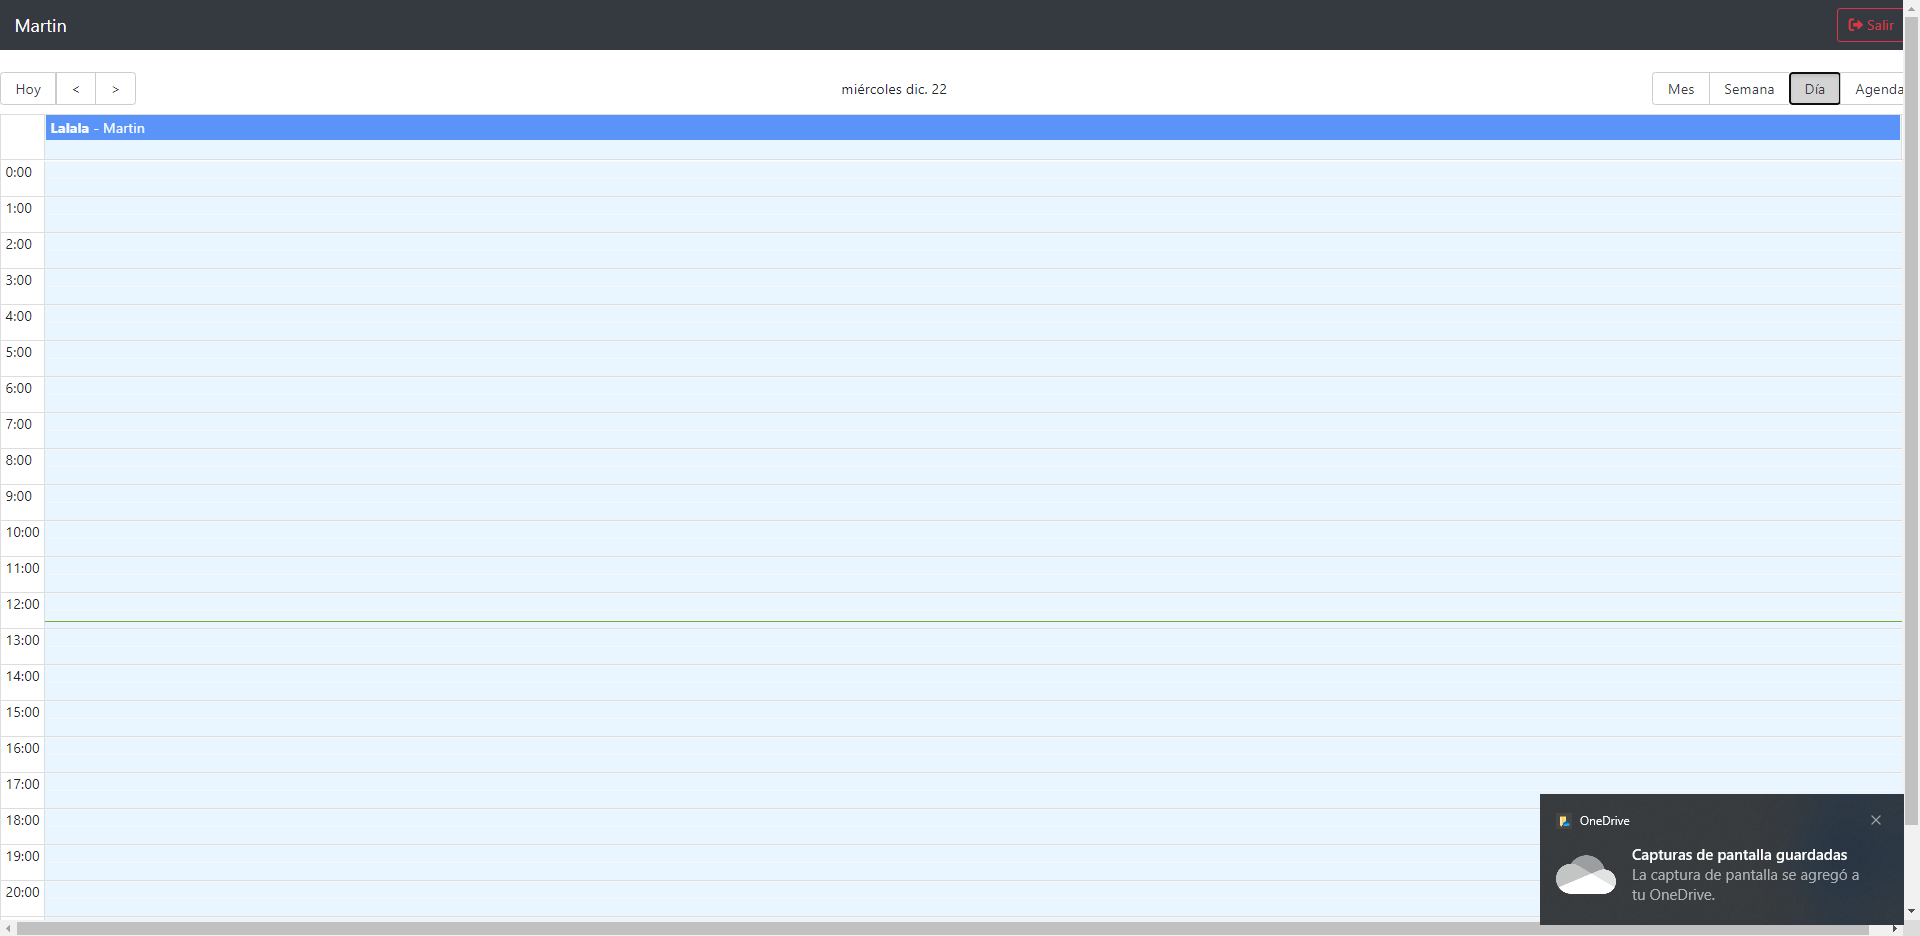 Martin
Salir
Hoy < >
miércoles dic. 22
Mes Semana Día Agenda
Lalala - Martin
0:00
1:00
2:00
3:00
4:00
5:00
6:00
7:00
8:00
9:00
10:00
11:00
12:00
13:00
14:00
15:00
16:00
17:00
18:00
19:00
20:00
OneDrive
Capturas de pantalla guardadas
La captura de pantalla se agregó a
tu OneDrive.